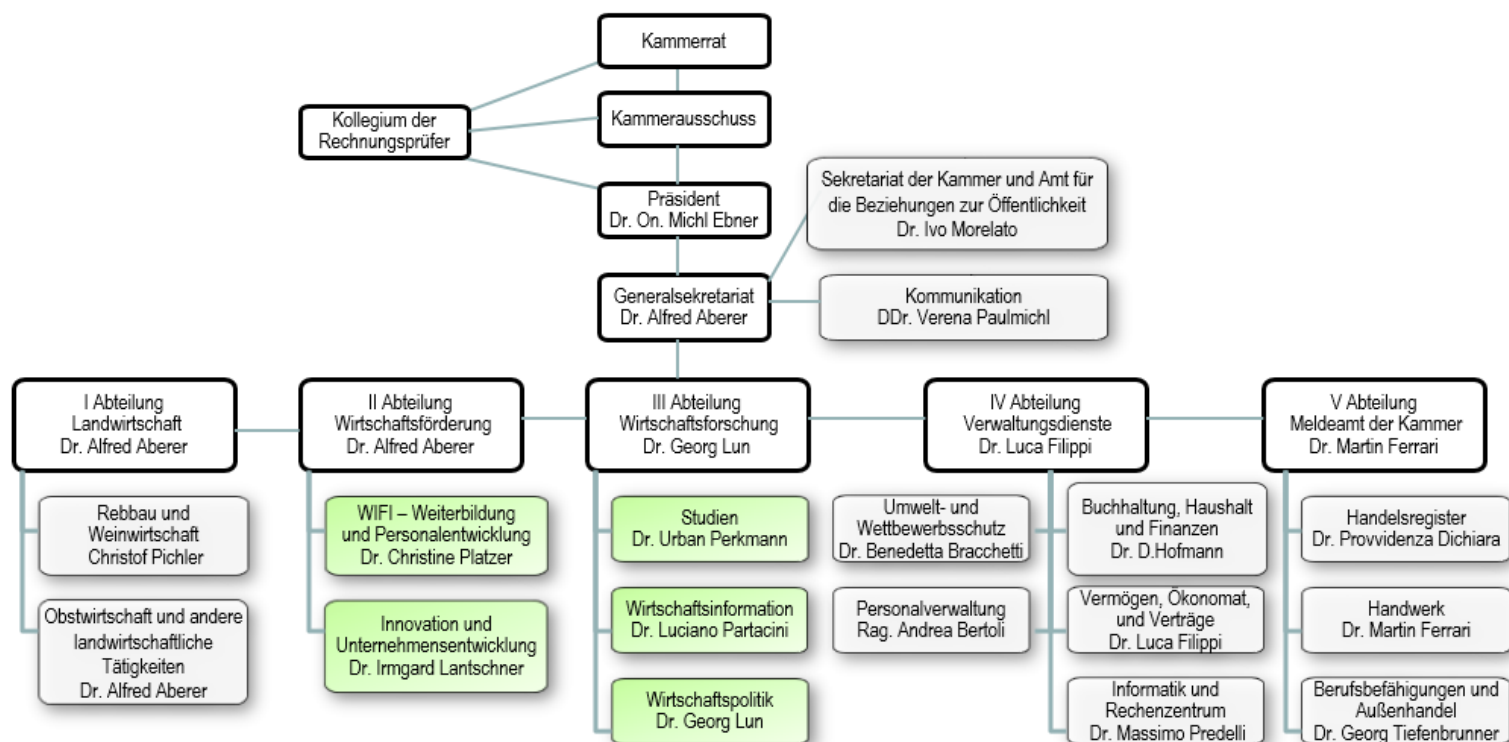 Kammerrat
Kollegium der
Rechnungsprüfer
Kammerausschuss
Präsident
Dr. On. Michl Ebner
Sekretariat der Kammer und Amt für
die Beziehungen zur Öffentlichkeit
Dr. Ivo Morelato
Generalsekretariat
Dr. Alfred Aberer
Kommunikation
DDr. Verena Paulmichl
I Abteilung
Landwirtschaft
Dr. Alfred Aberer
II Abteilung
Wirtschaftsförderung
Dr. Alfred Aberer
III Abteilung
Wirtschaftsforschung
Dr. Georg Lun
IV Abteilung
Verwaltungsdienste
Dr. Luca Filippi
V Abteilung
Meldeamt der Kammer
Dr. Martin Ferrari
Rebbau und
Weinwirtschaft
Christof Pichler
Obstwirtschaft und andere
landwirtschaftliche
Tätigkeiten
Dr. Alfred Aberer
WIFI – Weiterbildung
und Personalentwicklung
Dr. Christine Platzer
Innovation und
Unternehmensentwicklung
Dr. Irmgard Lantschner
Studien
Dr. Urban Perkmann
Wirtschaftsinformation
Dr. Luciano Partacini
Wirtschaftspolitik
Dr. Georg Lun
Umwelt- und
Wettbewerbsschutz
Dr. Benedetta Bracchetti
Personalverwaltung
Rag. Andrea Bertoli
Buchhaltung, Haushalt
und Finanzen
Dr. D.Hofmann
Vermögen, Ökonomat,
und Verträge
Dr. Luca Filippi
Informatik und
Rechenzentrum
Dr. Massimo Predelli
Handelsregister
Dr. Provvidenza Dichiara
Handwerk
Dr. Martin Ferrari
Berufsbefähigungen und
Außenhandel
Dr. Georg Tiefenbrunner